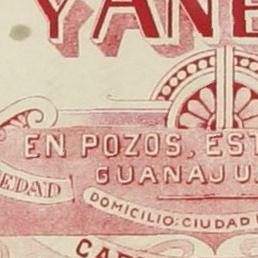 YANE
EN POZOS, EST
GUANAJU
EDAD
DOMICILIO: CIUDAD